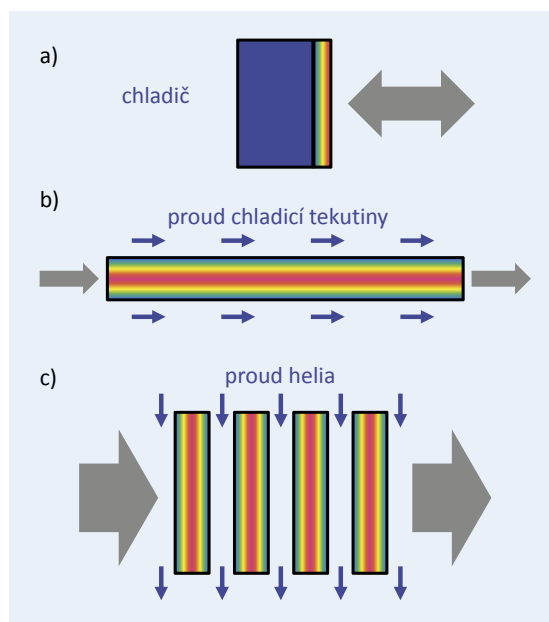 a)
chladič
b)
proud chladicí tekutiny
c)
proud helia